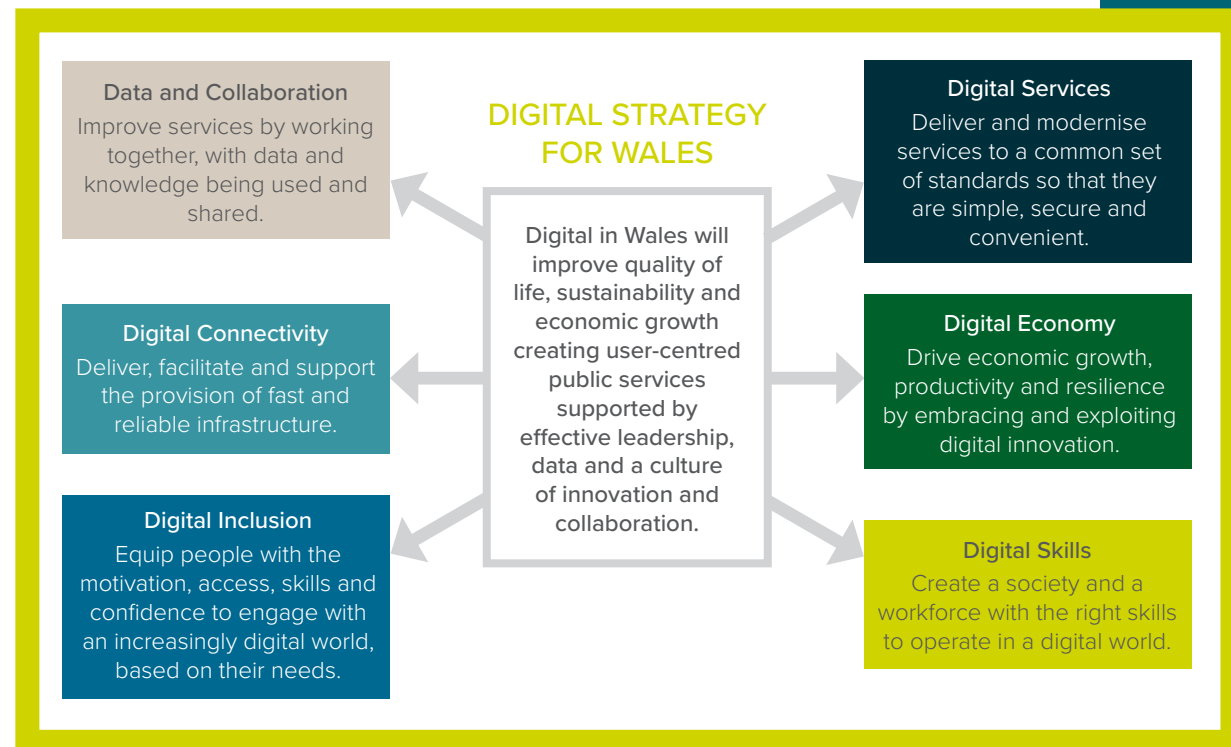 Data and Collaboration
Improve services by working
together, with data and
knowledge being used and
shared.
Digital Connectivity
Deliver, facilitate and support
the provision of fast and
reliable infrastructure.
Digital Inclusion
Equip people with the
motivation, access, skills and
confidence to engage with
an increasingly digital world,
based on their needs.
DIGITAL STRATEGY
FOR WALES
Digital in Wales will
improve quality of
life, sustainability and
economic growth
creating user-centred
public services
supported by
effective leadership,
data and a culture
of innovation and
collaboration.
Digital Services
Deliver and modernise
services to a common set
of standards so that they
are simple, secure and
convenient.
Digital Economy
Drive economic growth,
productivity and resilience
by embracing and exploiting
digital innovation.
Digital Skills
Create a society and a
workforce with the right skills
to operate in a digital world.